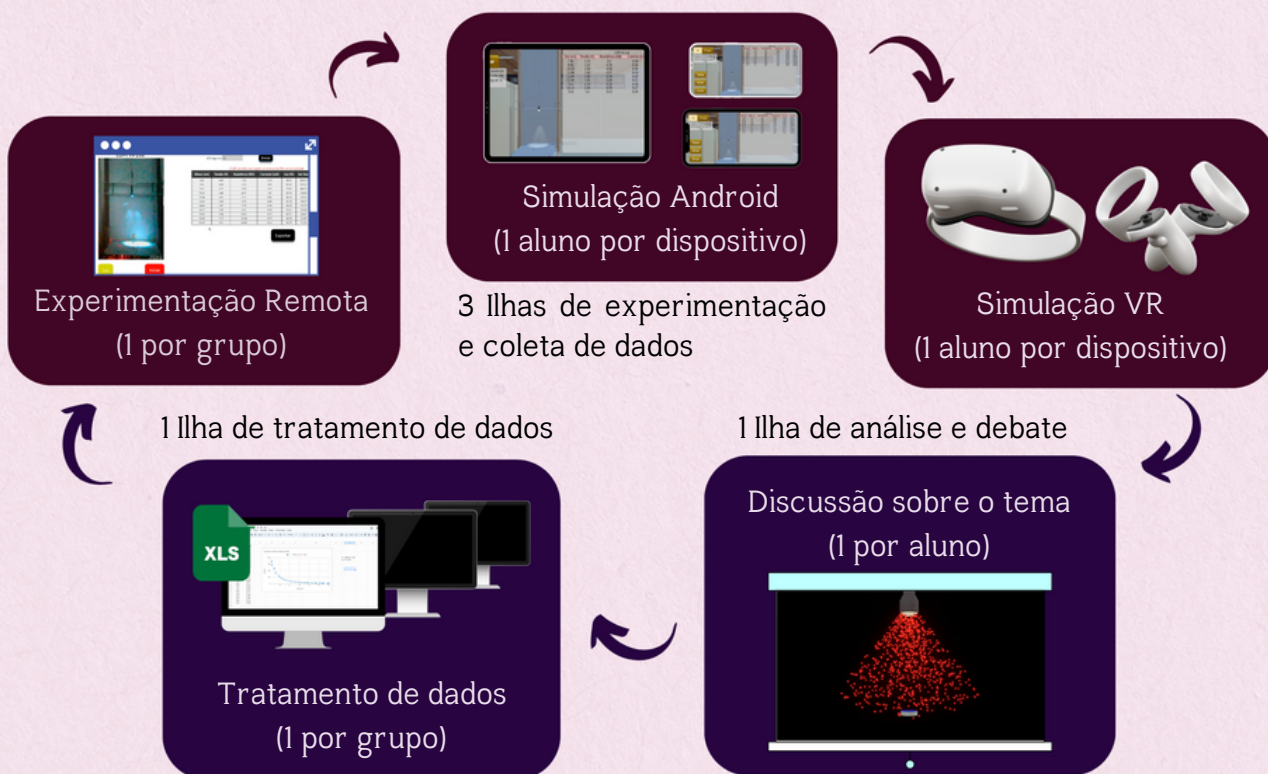 Simulação Android
(1 aluno por dispositivo)
Experimentação Remota
(1 por grupo)
3 Ilhas de experimentação
e coleta de dados
Simulação VR
(1 aluno por dispositivo)
1 Ilha de tratamento de dados
1 Ilha de análise e debate
XLS
Tratamento de dados
(1 por grupo)
Discussão sobre o tema
(1 por aluno)